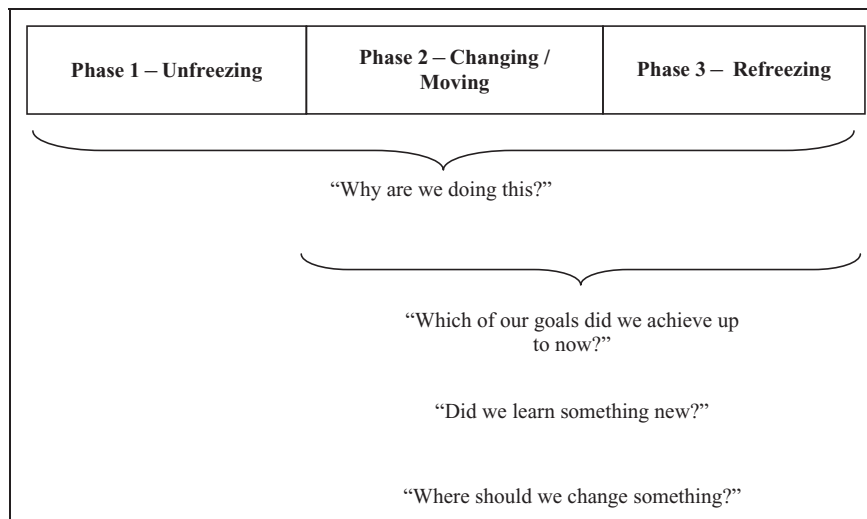 Phase 1 – Unfreezing
Phase 2 – Changing /
Moving
Phase 3 – Refreezing
“Why are we doing this?”
“Which of our goals did we achieve up
to now?”
“Did we learn something new?”
“Where should we change something?”